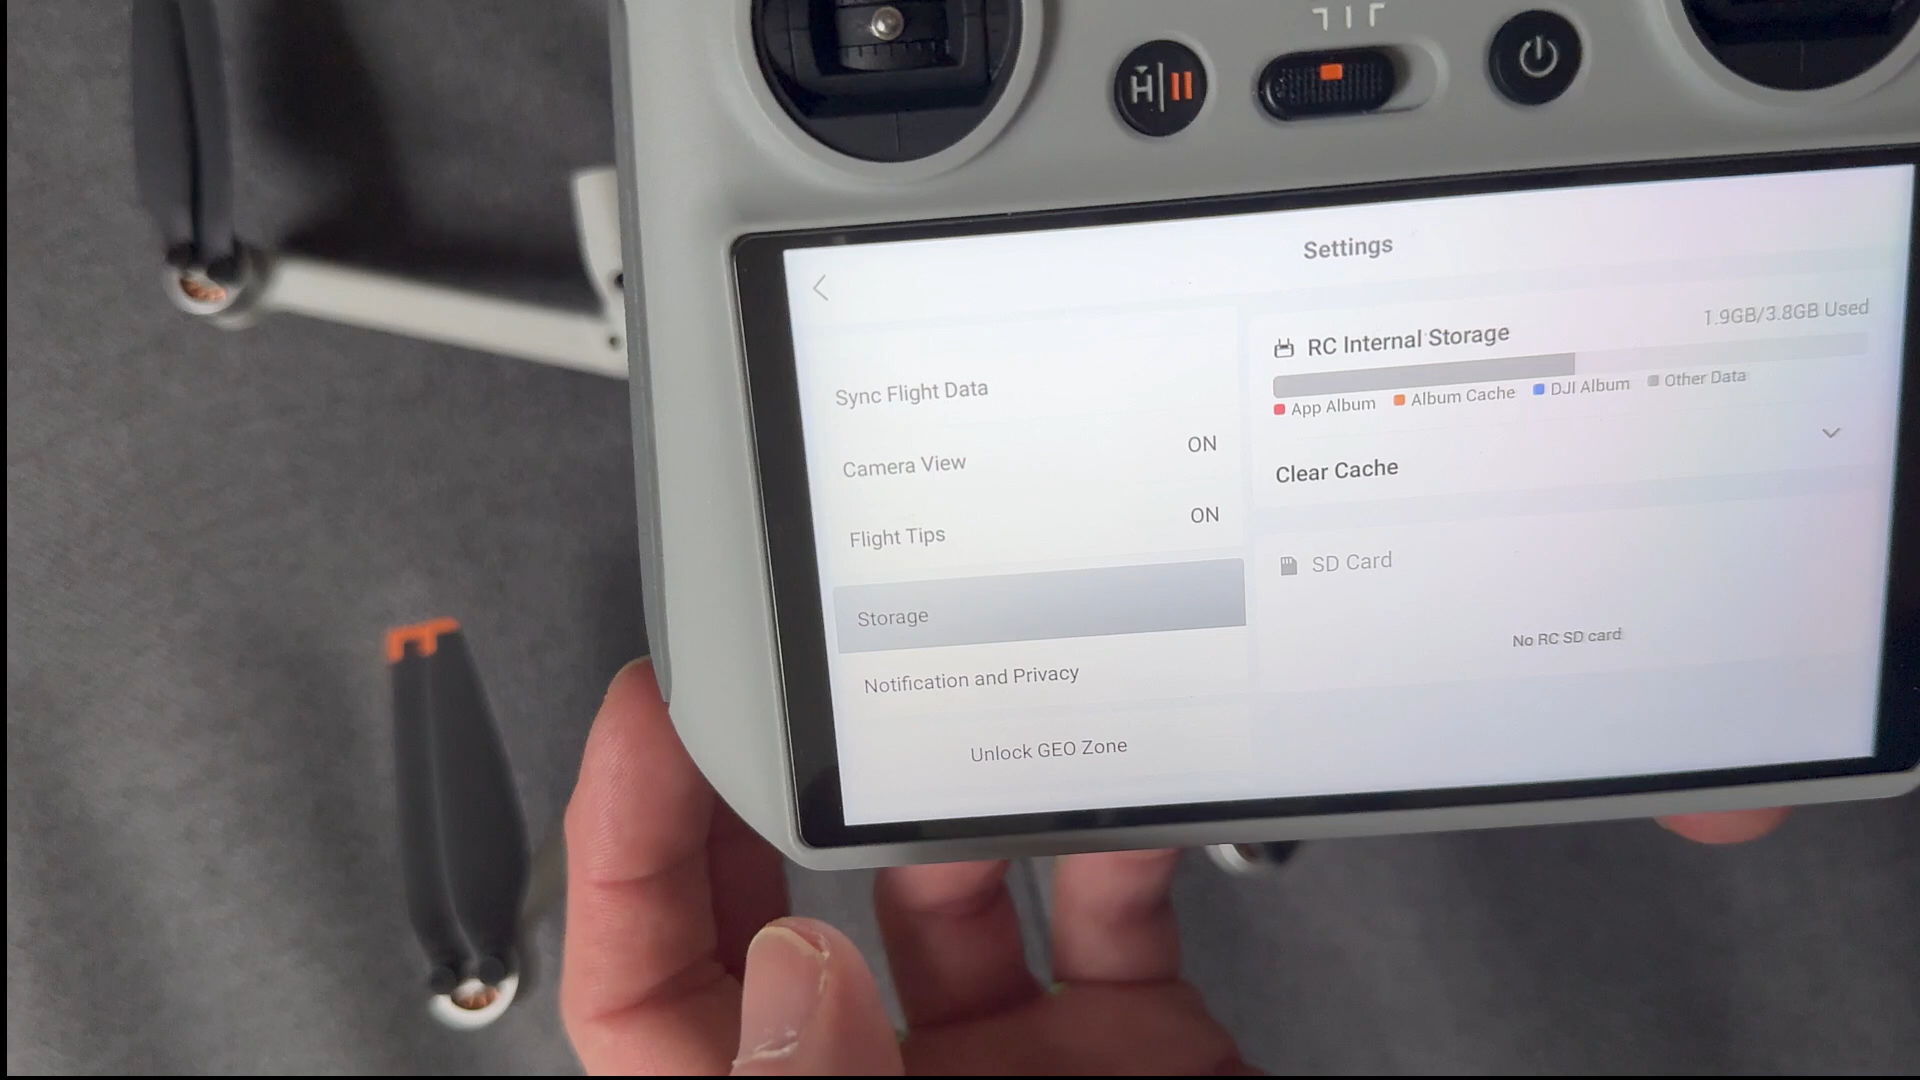 H
Settings
Sync Flight Data
Camera View ON
Flight Tips ON
Storage
Notification and Privacy
Unlock GEO Zone
RC Internal Storage 1.9GB/3.8GB Used
App Album Album Cache DJI Album Other Data
Clear Cache
SD Card
No RC SD card